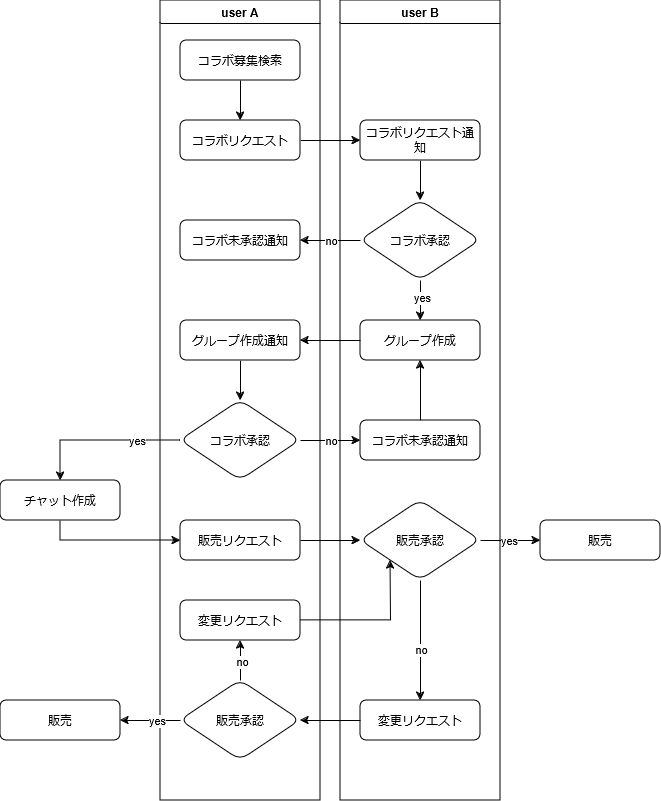 user A
user B
コラボ募集検索
コラボリクエスト
コラボリクエスト通
知
コラボ承認
no
コラボ未承認通知
yes
グループ作成
グループ作成通知
コラボ承認
yes
no
コラボ未承認通知
チャット作成
販売リクエスト
販売承認
yes
販売
変更リクエスト
no
no
販売
yes
販売承認
変更リクエスト